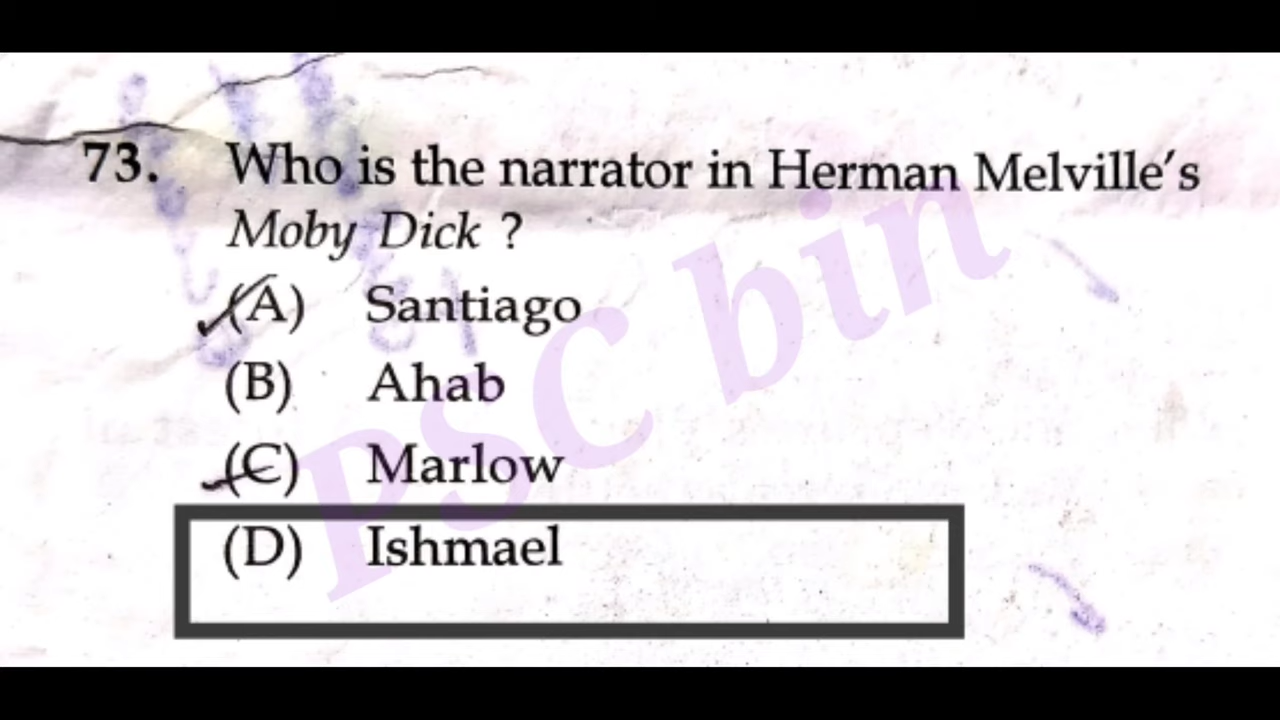 73. Who is the narrator in Herman Melville's
Moby Dick ?
(A) Santiago
(B) Ahab
(C) Marlow
(D) Ishmael
PSC bin